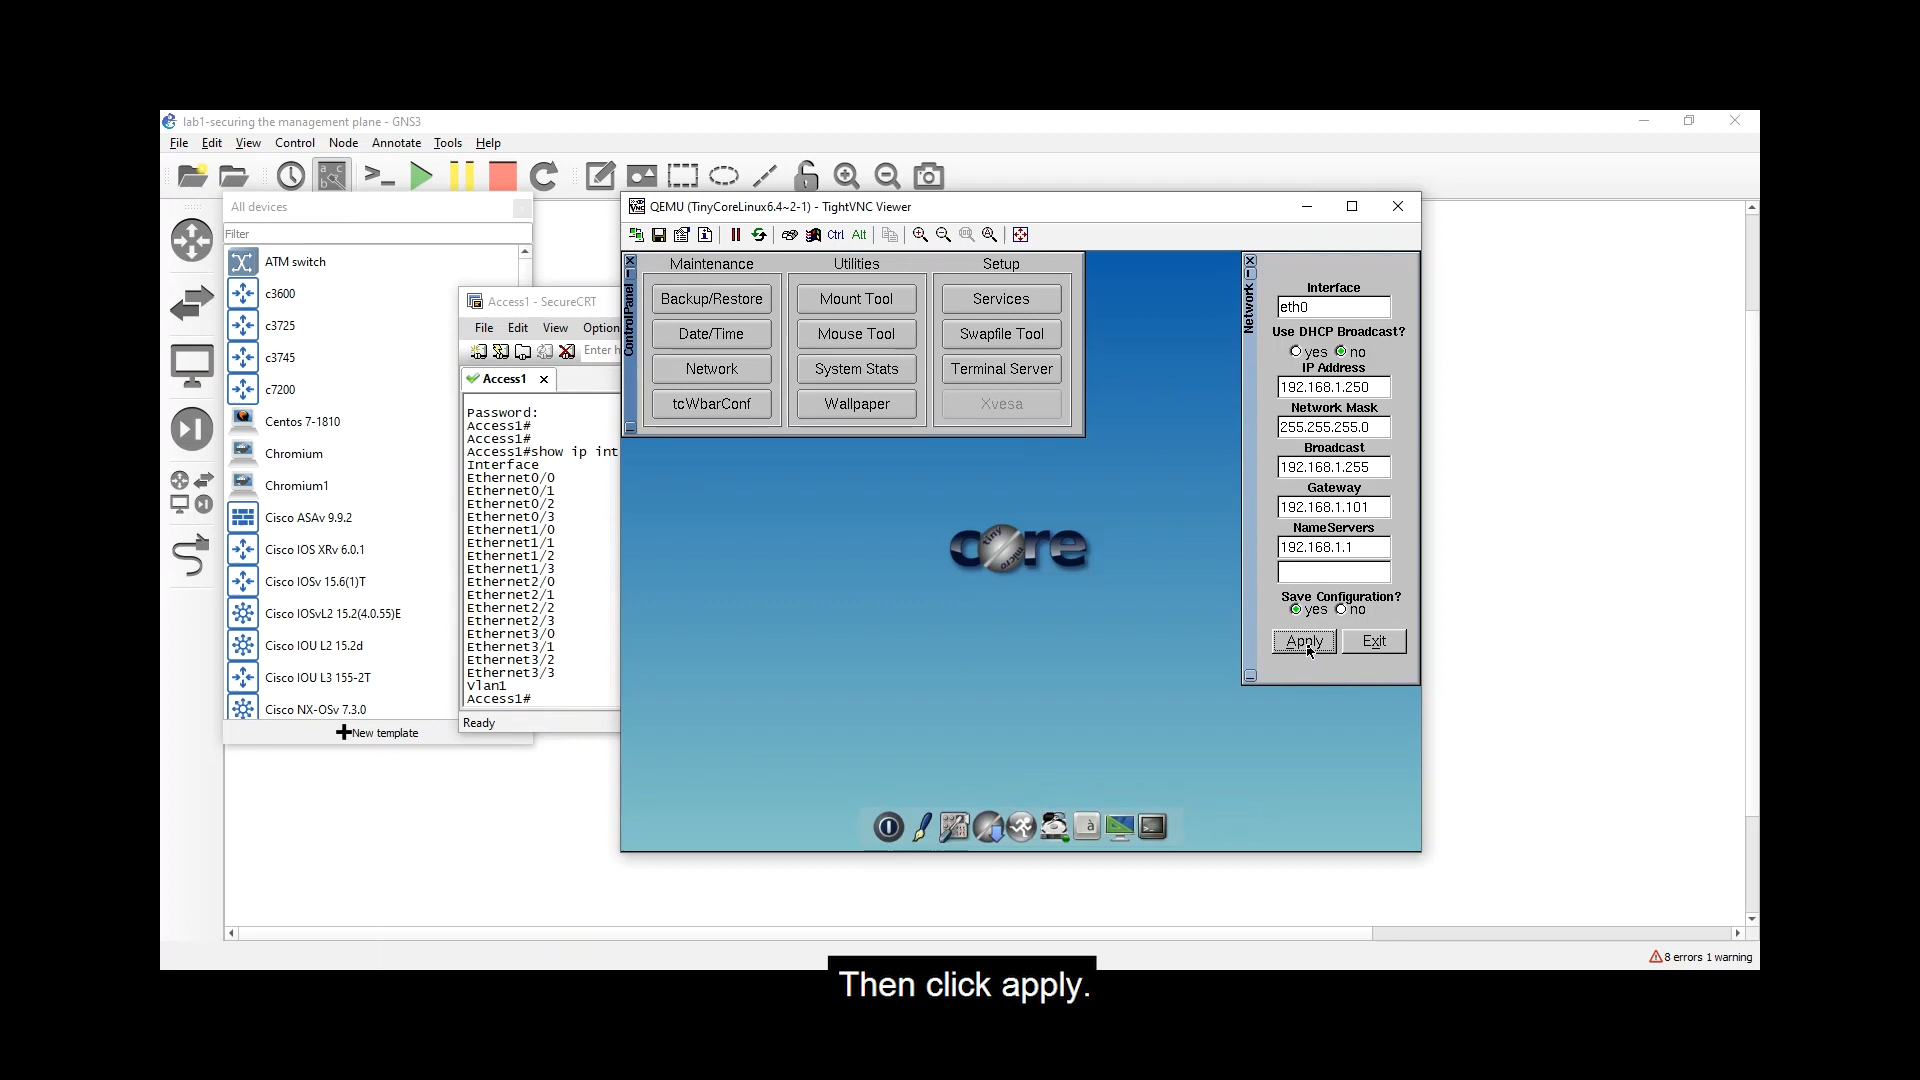 lab1-securing the management plane - GNS3
File Edit View Control Node Annotate Tools Help
All devices
Filter
ATM switch
c3600
c3725
c3745
c7200
Centos 7-1810
Chromium
Chromium1
Cisco ASAv 9.9.2
Cisco IOS XRv 6.0.1
Cisco IOSv 15.6(1)T
Cisco IOSvL2 15.2(4.0.55)E
Cisco IOU L2 15.2d
Cisco IOU L3 155-2T
Cisco NX-OSv 7.3.0
New template
Access1 - SecureCRT
File Edit View Option
Enter h
Access1
Password:
Access1#
Access1#
Access1#show ip int
Interface
Ethernet0/0
Ethernet0/1
Ethernet0/2
Ethernet0/3
Ethernet1/0
Ethernet1/1
Ethernet1/2
Ethernet1/3
Ethernet2/0
Ethernet2/1
Ethernet2/2
Ethernet2/3
Ethernet3/0
Ethernet3/1
Ethernet3/2
Ethernet3/3
Vlan1
Access1#
Ready
QEMU (TinyCoreLinux6.4~2-1) - TightVNC Viewer
Ctrl Alt
ControlPanel
Maintenance Utilities Setup
Backup/Restore Mount Tool Services
Date/Time Mouse Tool Swapfile Tool
Network System Stats Terminal Server
tcWbarConf Wallpaper Xvesa
core
tiny
micro
Network
Interface
eth0
Use DHCP Broadcast?
yes no
IP Address
192.168.1.250
Network Mask
255.255.255.0
Broadcast
192.168.1.255
Gateway
192.168.1.101
NameServers
192.168.1.1
Save Configuration?
yes no
Apply Exit
8 errors 1 warning
Then click apply.